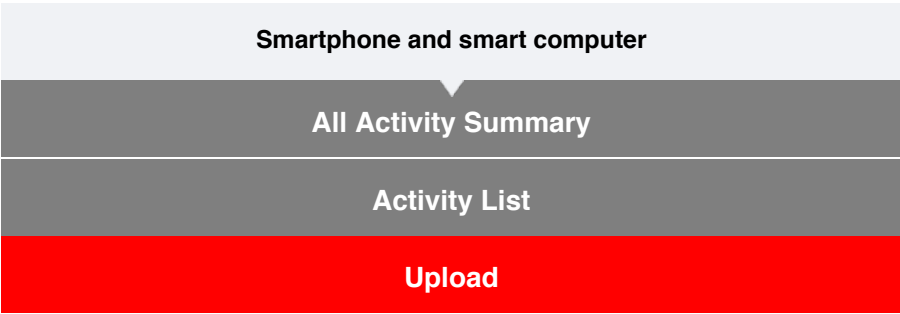 Smartphone and smart computer
All Activity Summary
Activity List
Upload